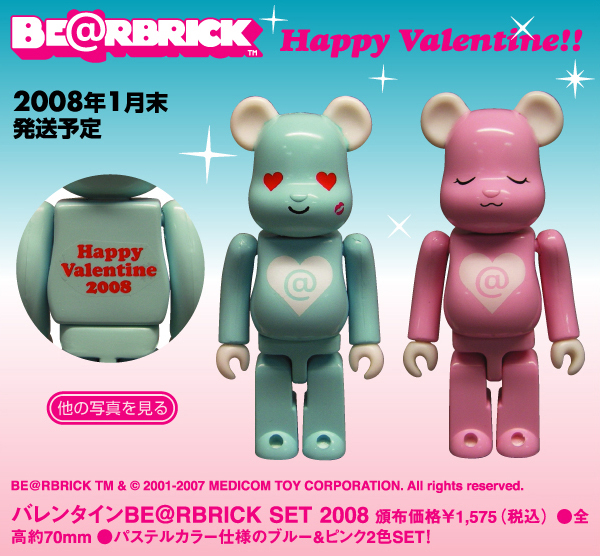 BE@RBRICK TM
Happy Valentine!!
2008年1月末
発送予定
Happy
Valentine
2008
@
@
他の写真を見る
BE@RBRICK TM & © 2001-2007 MEDICOM TOY CORPORATION. All rights reserved.
バレンタインBE@RBRICK SET 2008 頒布価格¥1,575（税込） ●全
高約70mm ●パステルカラー仕様のブルー&ピンク2色SET!